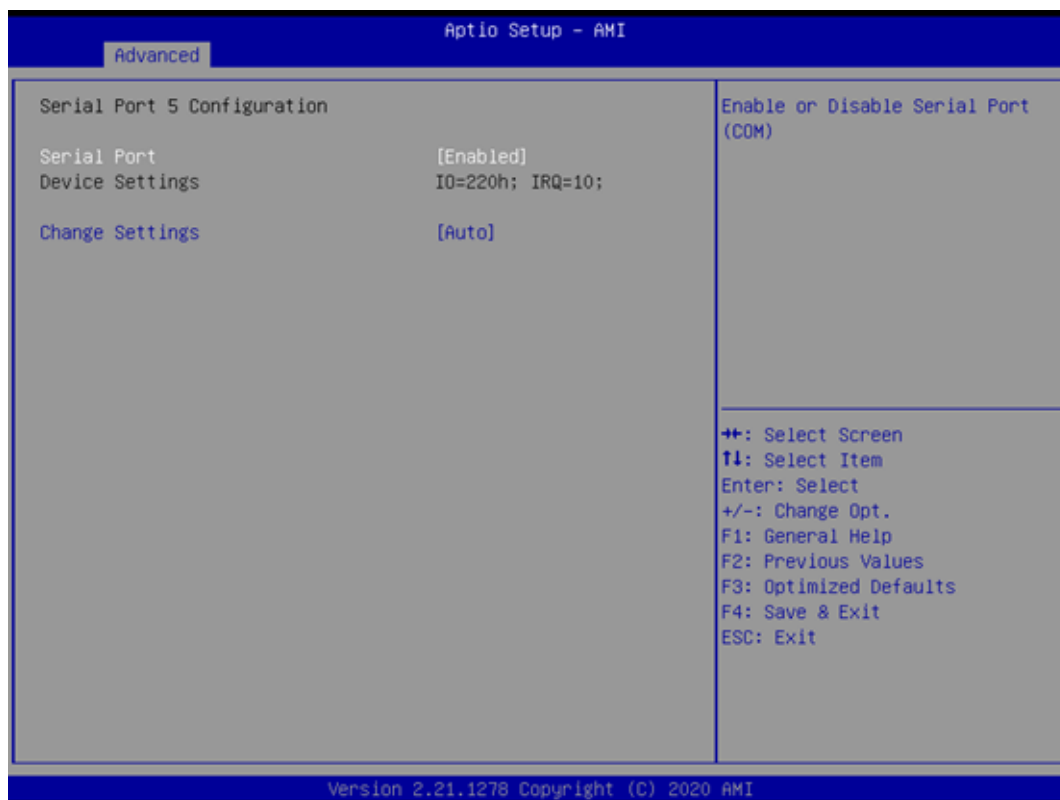 Aptio Setup – AMI
Advanced
Serial Port 5 Configuration
Serial Port [Enabled]
Device Settings IO=220h; IRQ=10;
Change Settings [Auto]
Enable or Disable Serial Port
(COM)
→←: Select Screen
↑↓: Select Item
Enter: Select
+/-: Change Opt.
F1: General Help
F2: Previous Values
F3: Optimized Defaults
F4: Save & Exit
ESC: Exit
Version 2.21.1278 Copyright (C) 2020 AMI